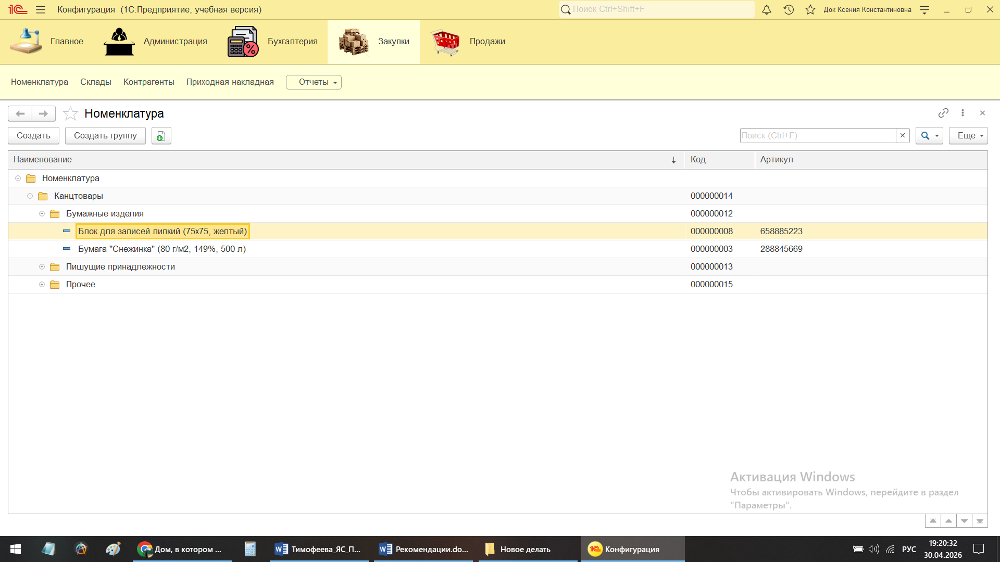 1С Конфигурация (1С:Предприятие, учебная версия) Поиск Ctrl+Shift+F Док Ксения Константиновна
Главное Администрация Бухгалтерия Закупки Продажи
Номенклатура Склады Контрагенты Приходная накладная Отчеты
Номенклатура
Создать Создать группу Поиск (Ctrl+F) Еще
Наименование Код Артикул
Номенклатура
Канцтовары 000000014
Бумажные изделия 000000012
Блок для записей липкий (75х75, желтый) 000000008 658885223
Бумага "Снежинка" (80 г/м2, 149%, 500 л) 000000003 288845669
Пишущие принадлежности 000000013
Прочее 000000015
Активация Windows
Чтобы активировать Windows, перейдите в раздел
"Параметры".
Дом, в котором ... Тимофеева_ЯС_П... Рекомендации.do... Новое делать 1С Конфигурация РУС 19:20:32
30.04.2026